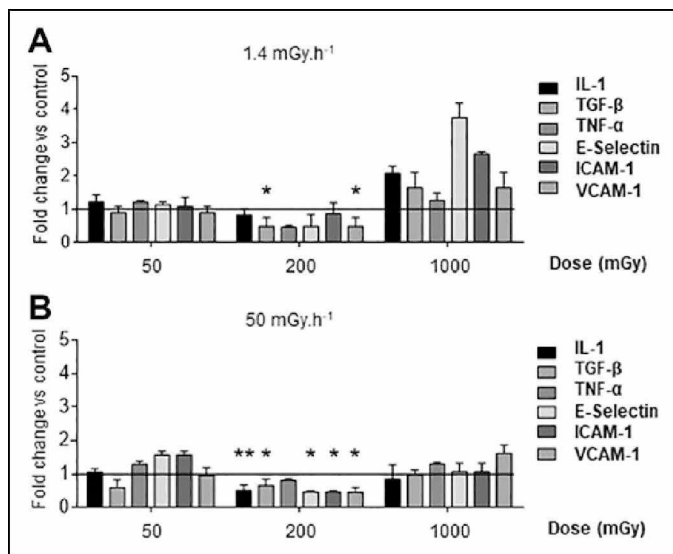 A
1.4 mGy.h-1
Fold change vs control
5
4
3
2
1
0
*
*
50
200
1000
Dose (mGy)
IL-1
TGF-β
TNF-α
E-Selectin
ICAM-1
VCAM-1
B
50 mGy.h-1
Fold change vs control
5
4
3
2
1
0
**
*
*
*
*
50
200
1000
Dose (mGy)
IL-1
TGF-β
TNF-α
E-Selectin
ICAM-1
VCAM-1